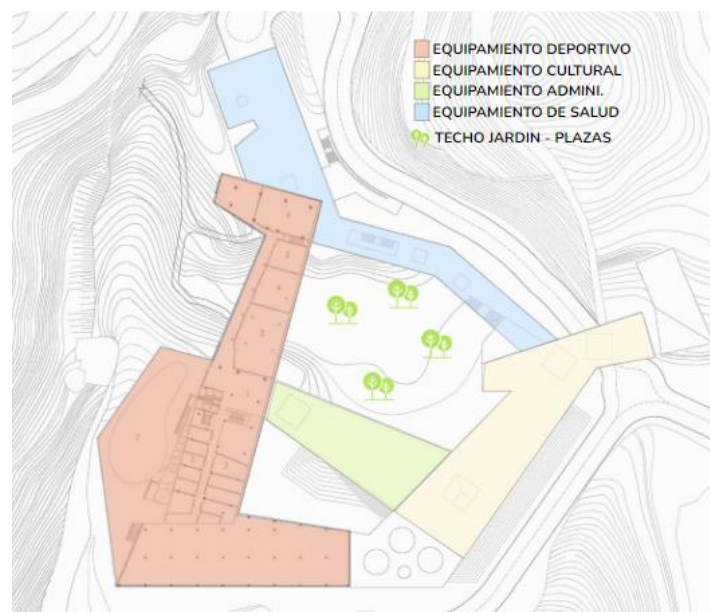 EQUIPAMIENTO DEPORTIVO
EQUIPAMIENTO CULTURAL
EQUIPAMIENTO ADMINI.
EQUIPAMIENTO DE SALUD
TECHO JARDIN - PLAZAS